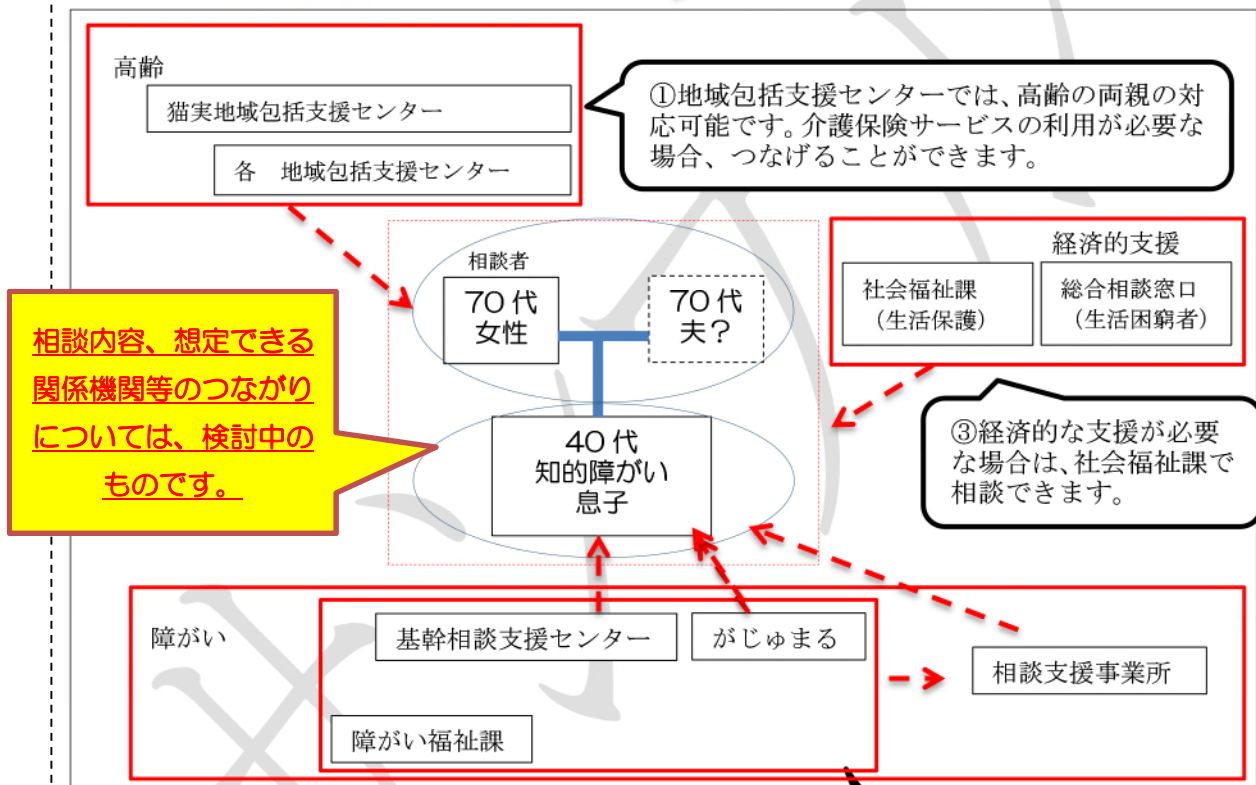 高齢
猫実地域包括支援センター
各　地域包括支援センター
①地域包括支援センターでは、高齢の両親の対
応可能です。介護保険サービスの利用が必要な
場合、つなげることができます。
経済的支援
社会福祉課
（生活保護）
総合相談窓口
（生活困窮者）
相談者
70代
女性
70代
夫？
相談内容、想定できる
関係機関等のつながり
については、検討中の
ものです。
40代
知的障がい
息子
③経済的な支援が必要
な場合は、社会福祉課で
相談できます。
障がい
基幹相談支援センター
がじゅまる
相談支援事業所
障がい福祉課